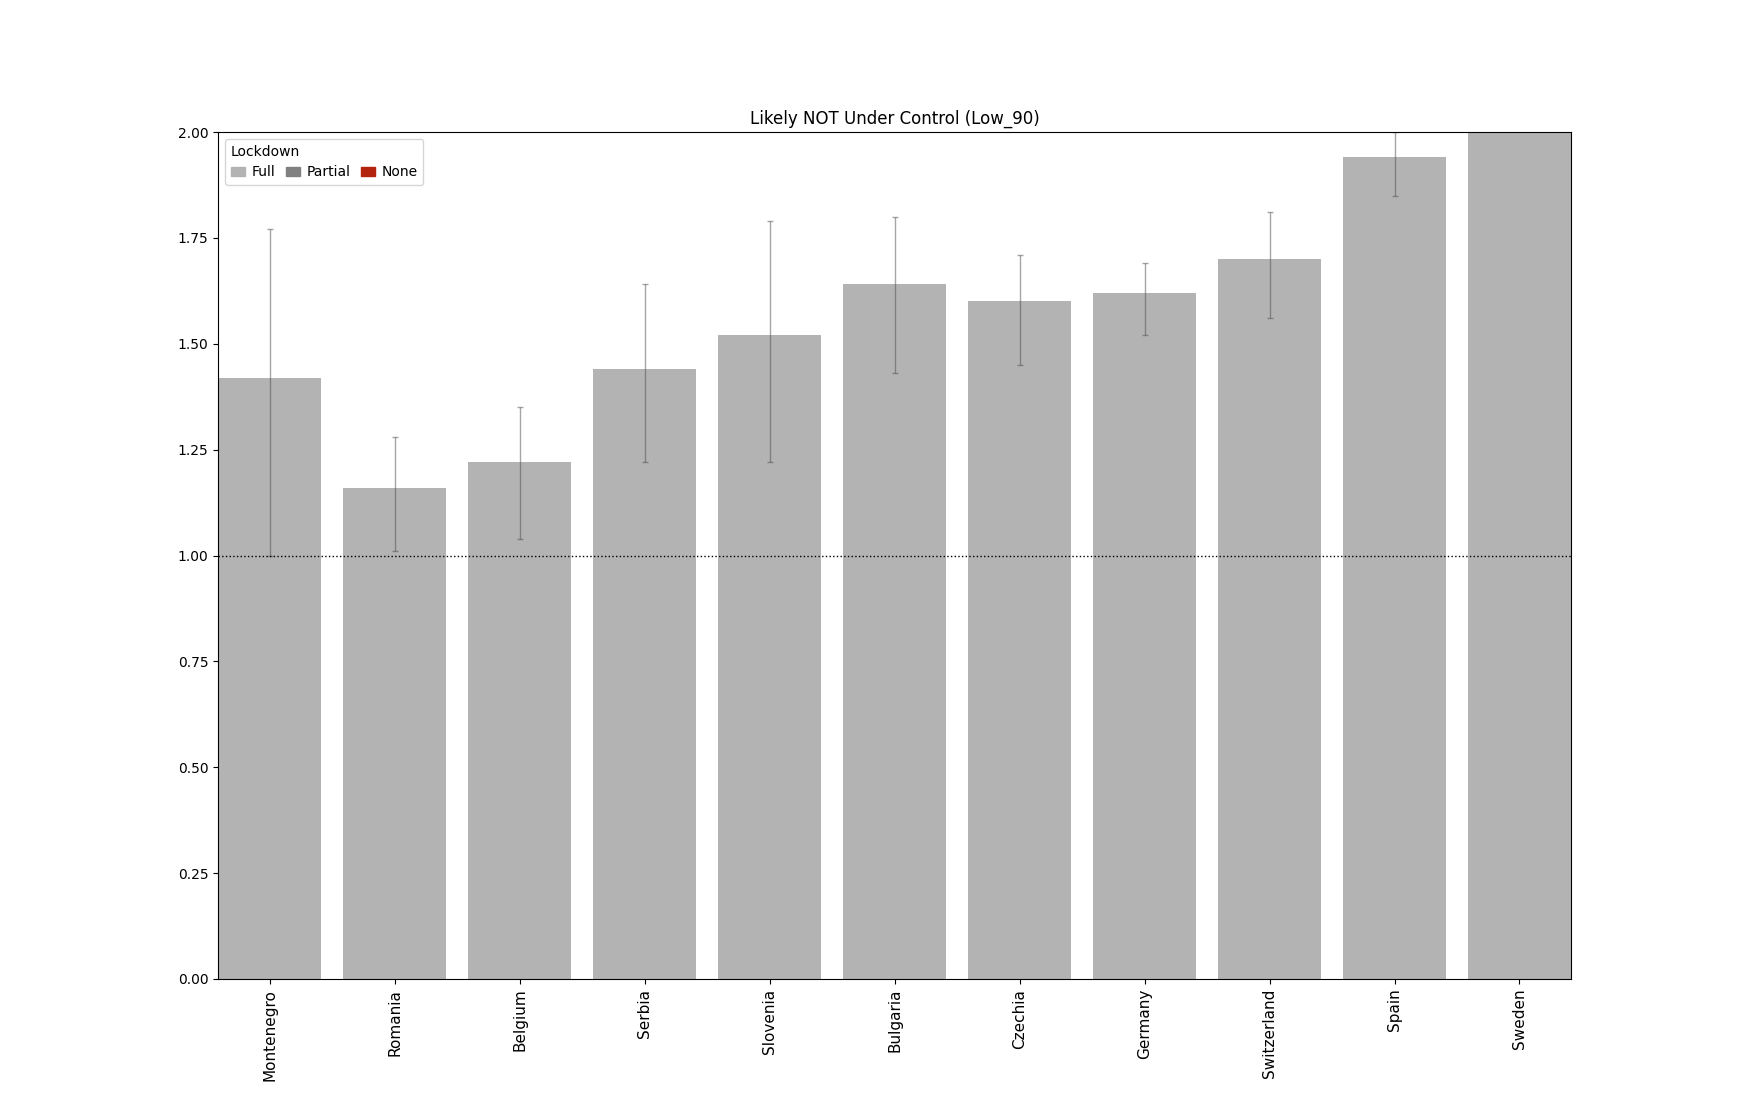 Likely NOT Under Control (Low_90)
Lockdown
Full Partial None
2.00
1.75
1.50
1.25
1.00
0.75
0.50
0.25
0.00
Montenegro
Romania
Belgium
Serbia
Slovenia
Bulgaria
Czechia
Germany
Switzerland
Spain
Sweden